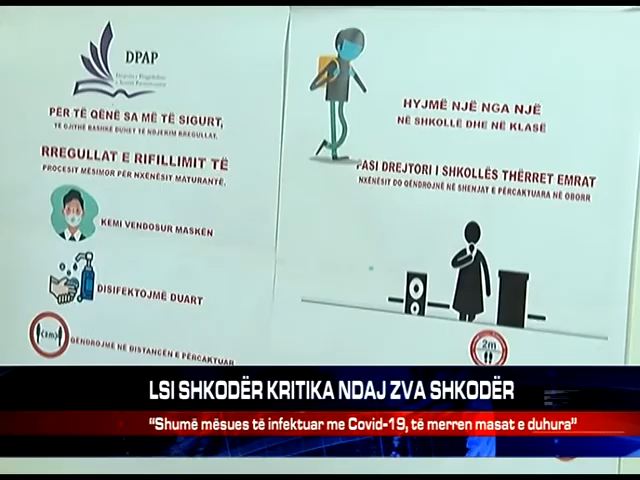 DPAP
PËR TË QËNË SA MË TË SIGURT,
TË GJITHË BASHKË DUHET TË NDJEKIM RREGULLAT.
RREGULLAT E RIFILLIMIT TË
PROCESIT MËSIMOR PËR NXËNËSIT MATURANTË.
KEMI VENDOSUR MASKËN
DISIFEKTOJMË DUART
QËNDROJMË NË DISTANCËN E PËRCAKTUAR
HYJMË NJË NGA NJË
NË SHKOLLË DHE NË KLASË
PASI DREJTORI I SHKOLLËS THËRRET EMRAT
NXËNËSIT DO QËNDROJNË NË SHENJAT E PËRCAKTUARA NË OBORR
2m
LSI SHKODËR KRITIKA NDAJ ZVA SHKODËR
“Shumë mësues të infektuar me Covid-19, të merren masat e duhura”